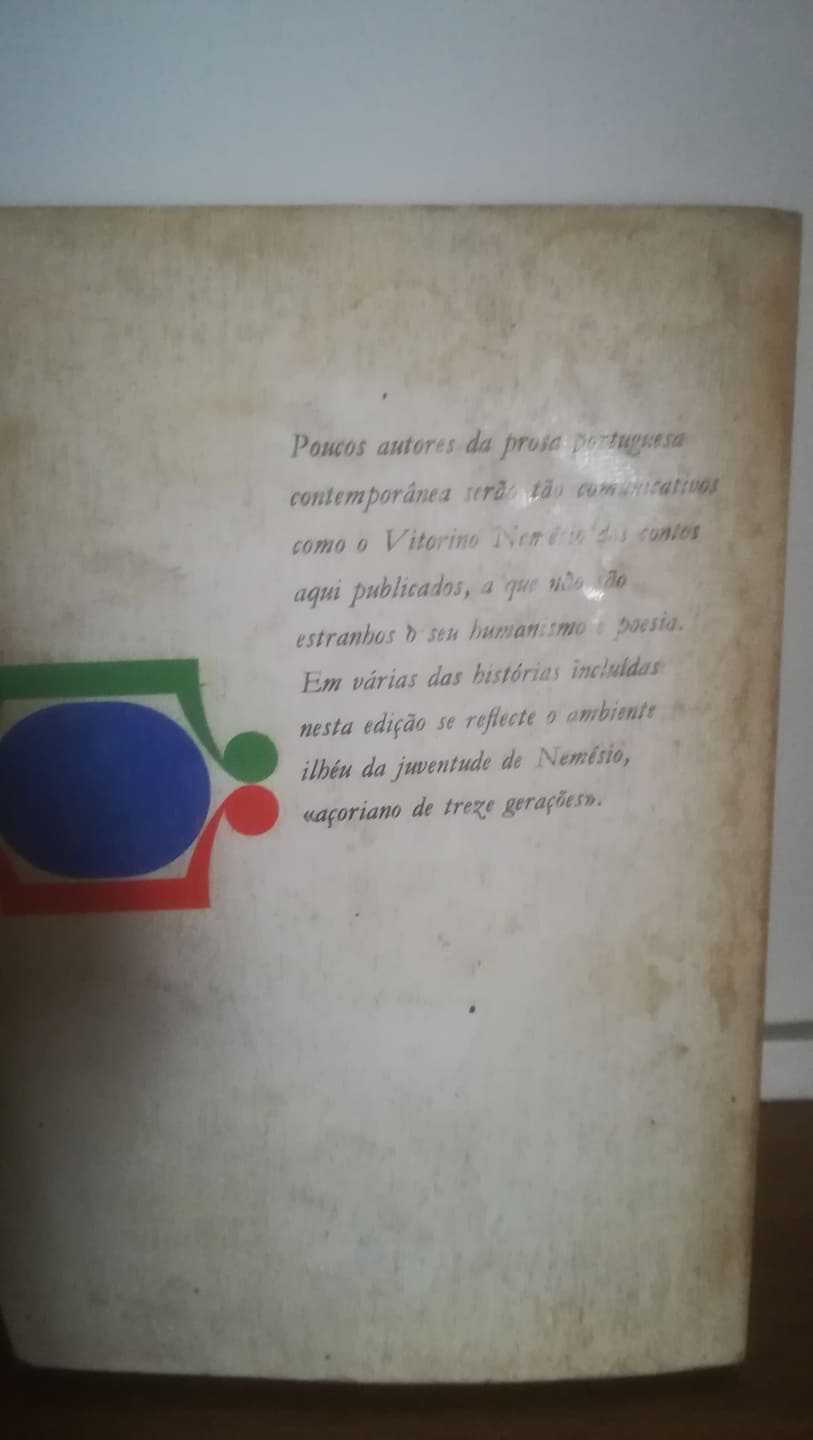 Poucos autores da prosa portuguesa
contemporânea serão tão comunicativos
como o Vitorino Nemésio dos contos
aqui publicados, a que não são
estranhos o seu humanismo e poesia.
Em várias das histórias incluídas
nesta edição se reflecte o ambiente
ilhéu da juventude de Nemésio,
«açoriano de treze gerações».